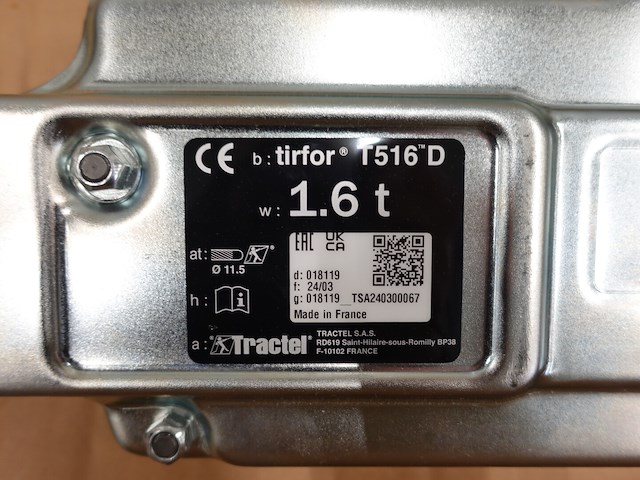 CE b: tirfor® T516™D
w: 1.6 t
at: ®
Ø 11.5
EAC UK CA
d: 018119
f: 24/03
g: 018119__TSA240300067
Made in France
h: i
a: Tractel®
TRACTEL S.A.S.
RD619 Saint-Hilaire-sous-Romilly BP38
F-10102 FRANCE